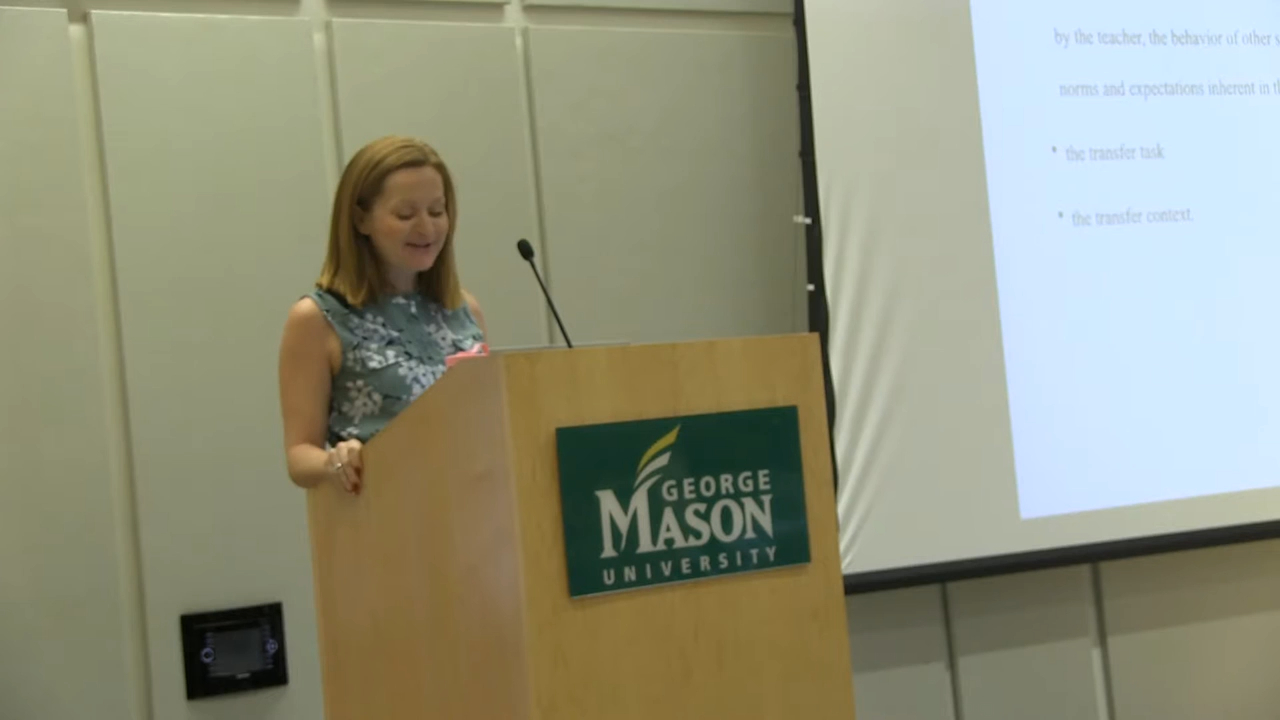 by the teacher, the behavior of other
norms and expectations inherent in
* the transfer task
* the transfer context.
GEORGE
MASON
UNIVERSITY